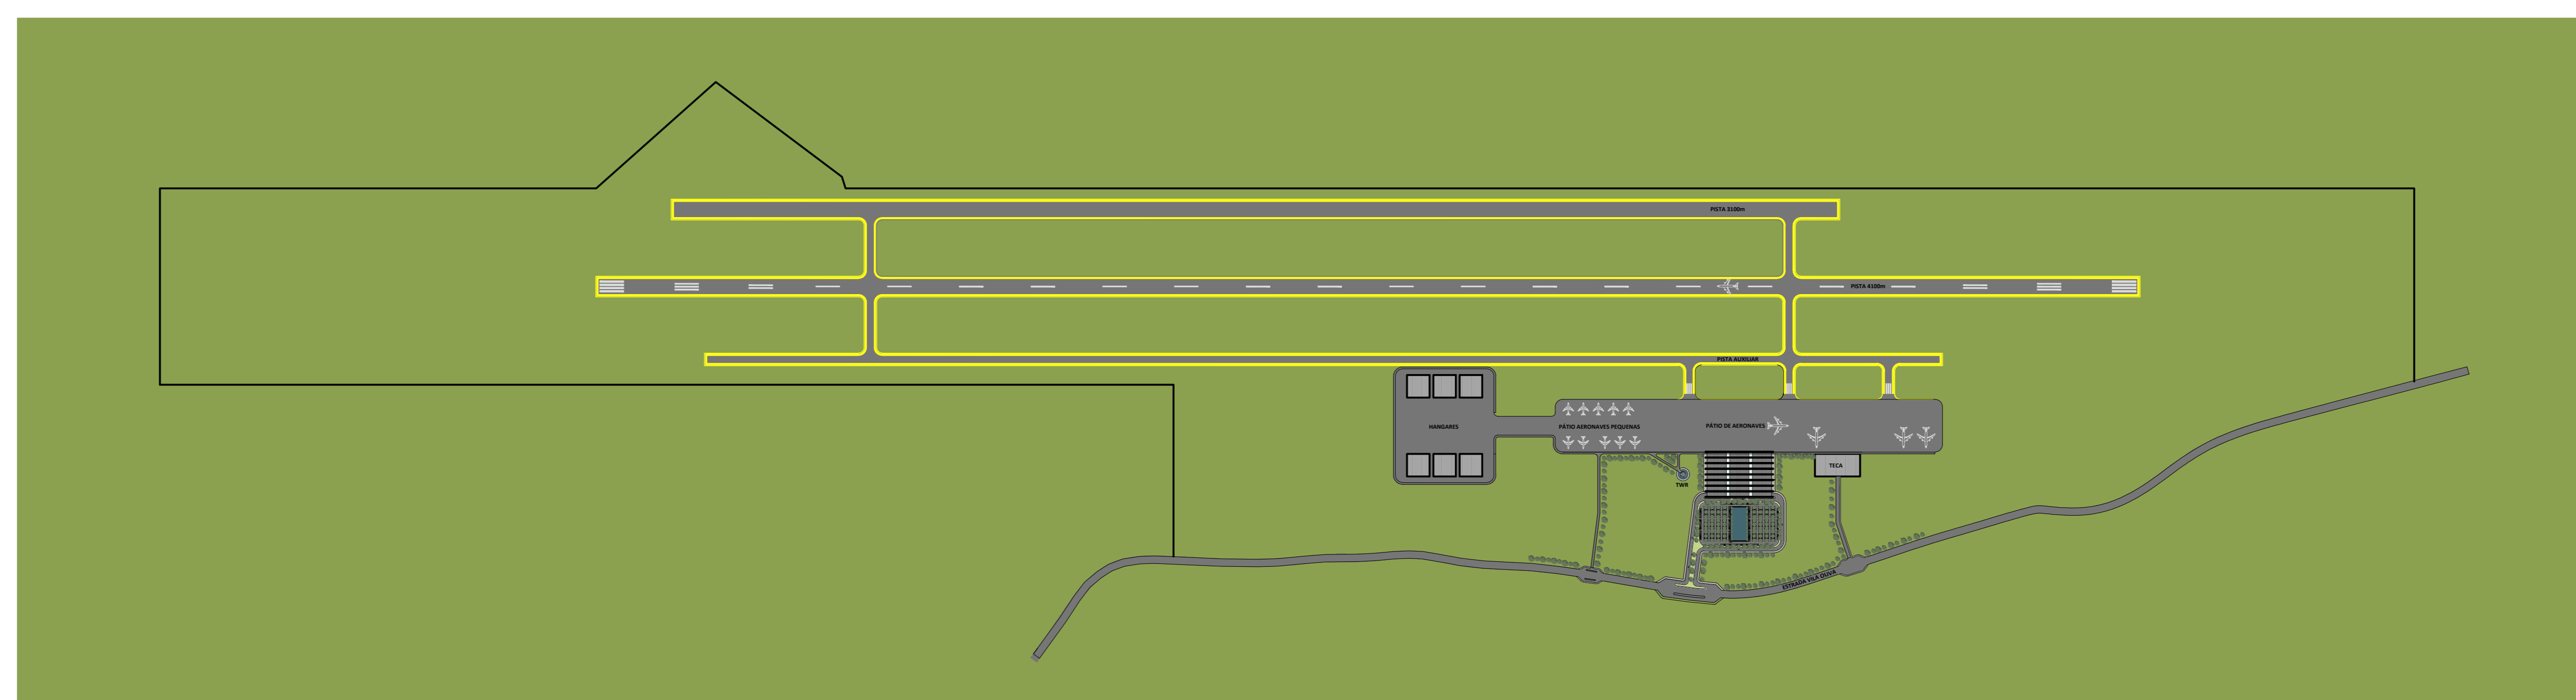 PISTA 3100m
PISTA 4100m
PISTA AUXILIAR
HANGARES
PÁTIO AERONAVES PEQUENAS
PÁTIO DE AERONAVES
TECA
TWR
ESTRADA VILA OLIVA